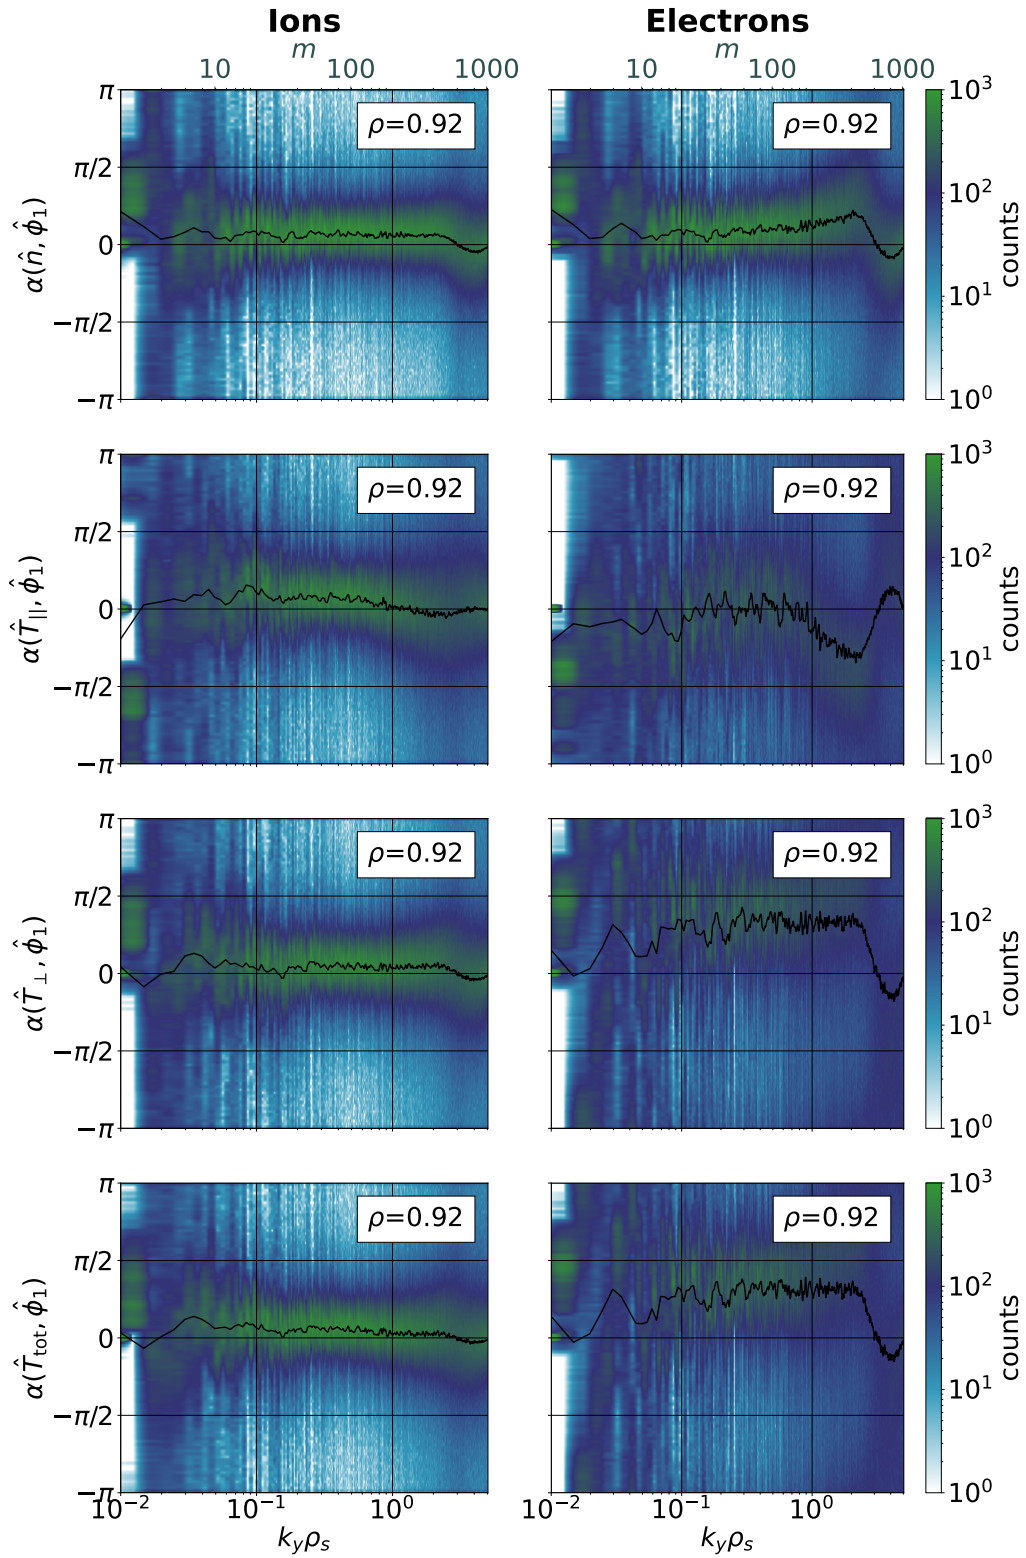 Ions Electrons
m m
10 100 1000 10 100 1000
π
π/2
0
−π/2
−π
α(n̂, φ̂₁)
ρ=0.92 ρ=0.92
10³
10²
10¹
10⁰
counts
π
π/2
0
−π/2
−π
α(T̂||, φ̂₁)
ρ=0.92 ρ=0.92
10³
10²
10¹
10⁰
counts
π
π/2
0
−π/2
−π
α(T̂⊥, φ̂₁)
ρ=0.92 ρ=0.92
10³
10²
10¹
10⁰
counts
π
π/2
0
−π/2
−π
α(T̂tot, φ̂₁)
ρ=0.92 ρ=0.92
10³
10²
10¹
10⁰
counts
10⁻² 10⁻¹ 10⁰ 10⁻² 10⁻¹ 10⁰
kyρs kyρs